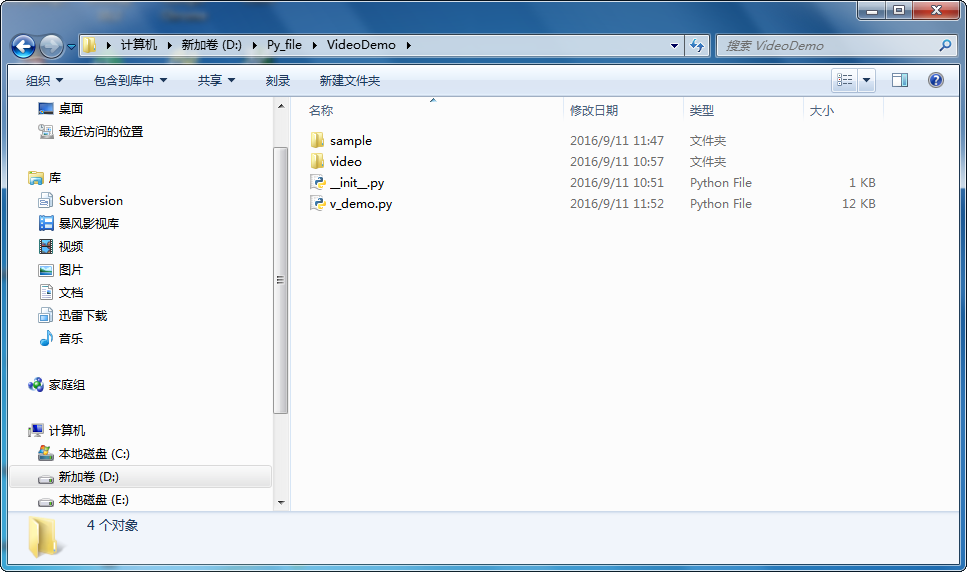 计算机 新加卷 (D:) Py_file VideoDemo
搜索 VideoDemo
组织 包含到库中 共享 刻录 新建文件夹
桌面
最近访问的位置
库
Subversion
暴风影视库
视频
图片
文档
迅雷下载
音乐
家庭组
计算机
本地磁盘 (C:)
新加卷 (D:)
本地磁盘 (E:)
名称 修改日期 类型 大小
sample 2016/9/11 11:47 文件夹
video 2016/9/11 10:57 文件夹
__init__.py 2016/9/11 10:51 Python File 1 KB
v_demo.py 2016/9/11 11:52 Python File 12 KB
4 个对象